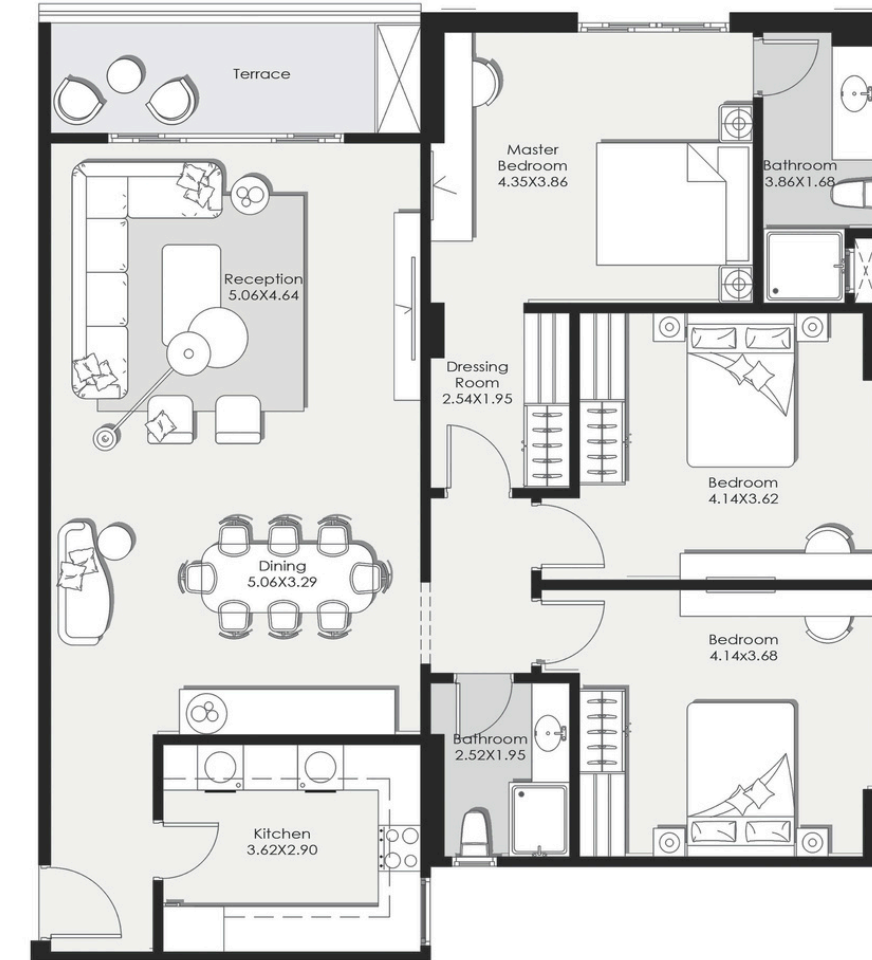 Terrace
Master
Bedroom
4.35X3.86
Bathroom
3.86X1.68
Reception
5.06X4.64
Dressing
Room
2.54X1.95
Bedroom
4.14X3.62
Dining
5.06X3.29
Bedroom
4.14x3.68
Bathroom
2.52X1.95
Kitchen
3.62X2.90